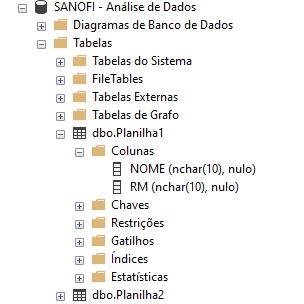 SANOFI - Análise de Dados
Diagramas de Banco de Dados
Tabelas
Tabelas do Sistema
FileTables
Tabelas Externas
Tabelas de Grafo
dbo.Planilha1
Colunas
NOME (nchar(10), nulo)
RM (nchar(10), nulo)
Chaves
Restrições
Gatilhos
Índices
Estatísticas
dbo.Planilha2